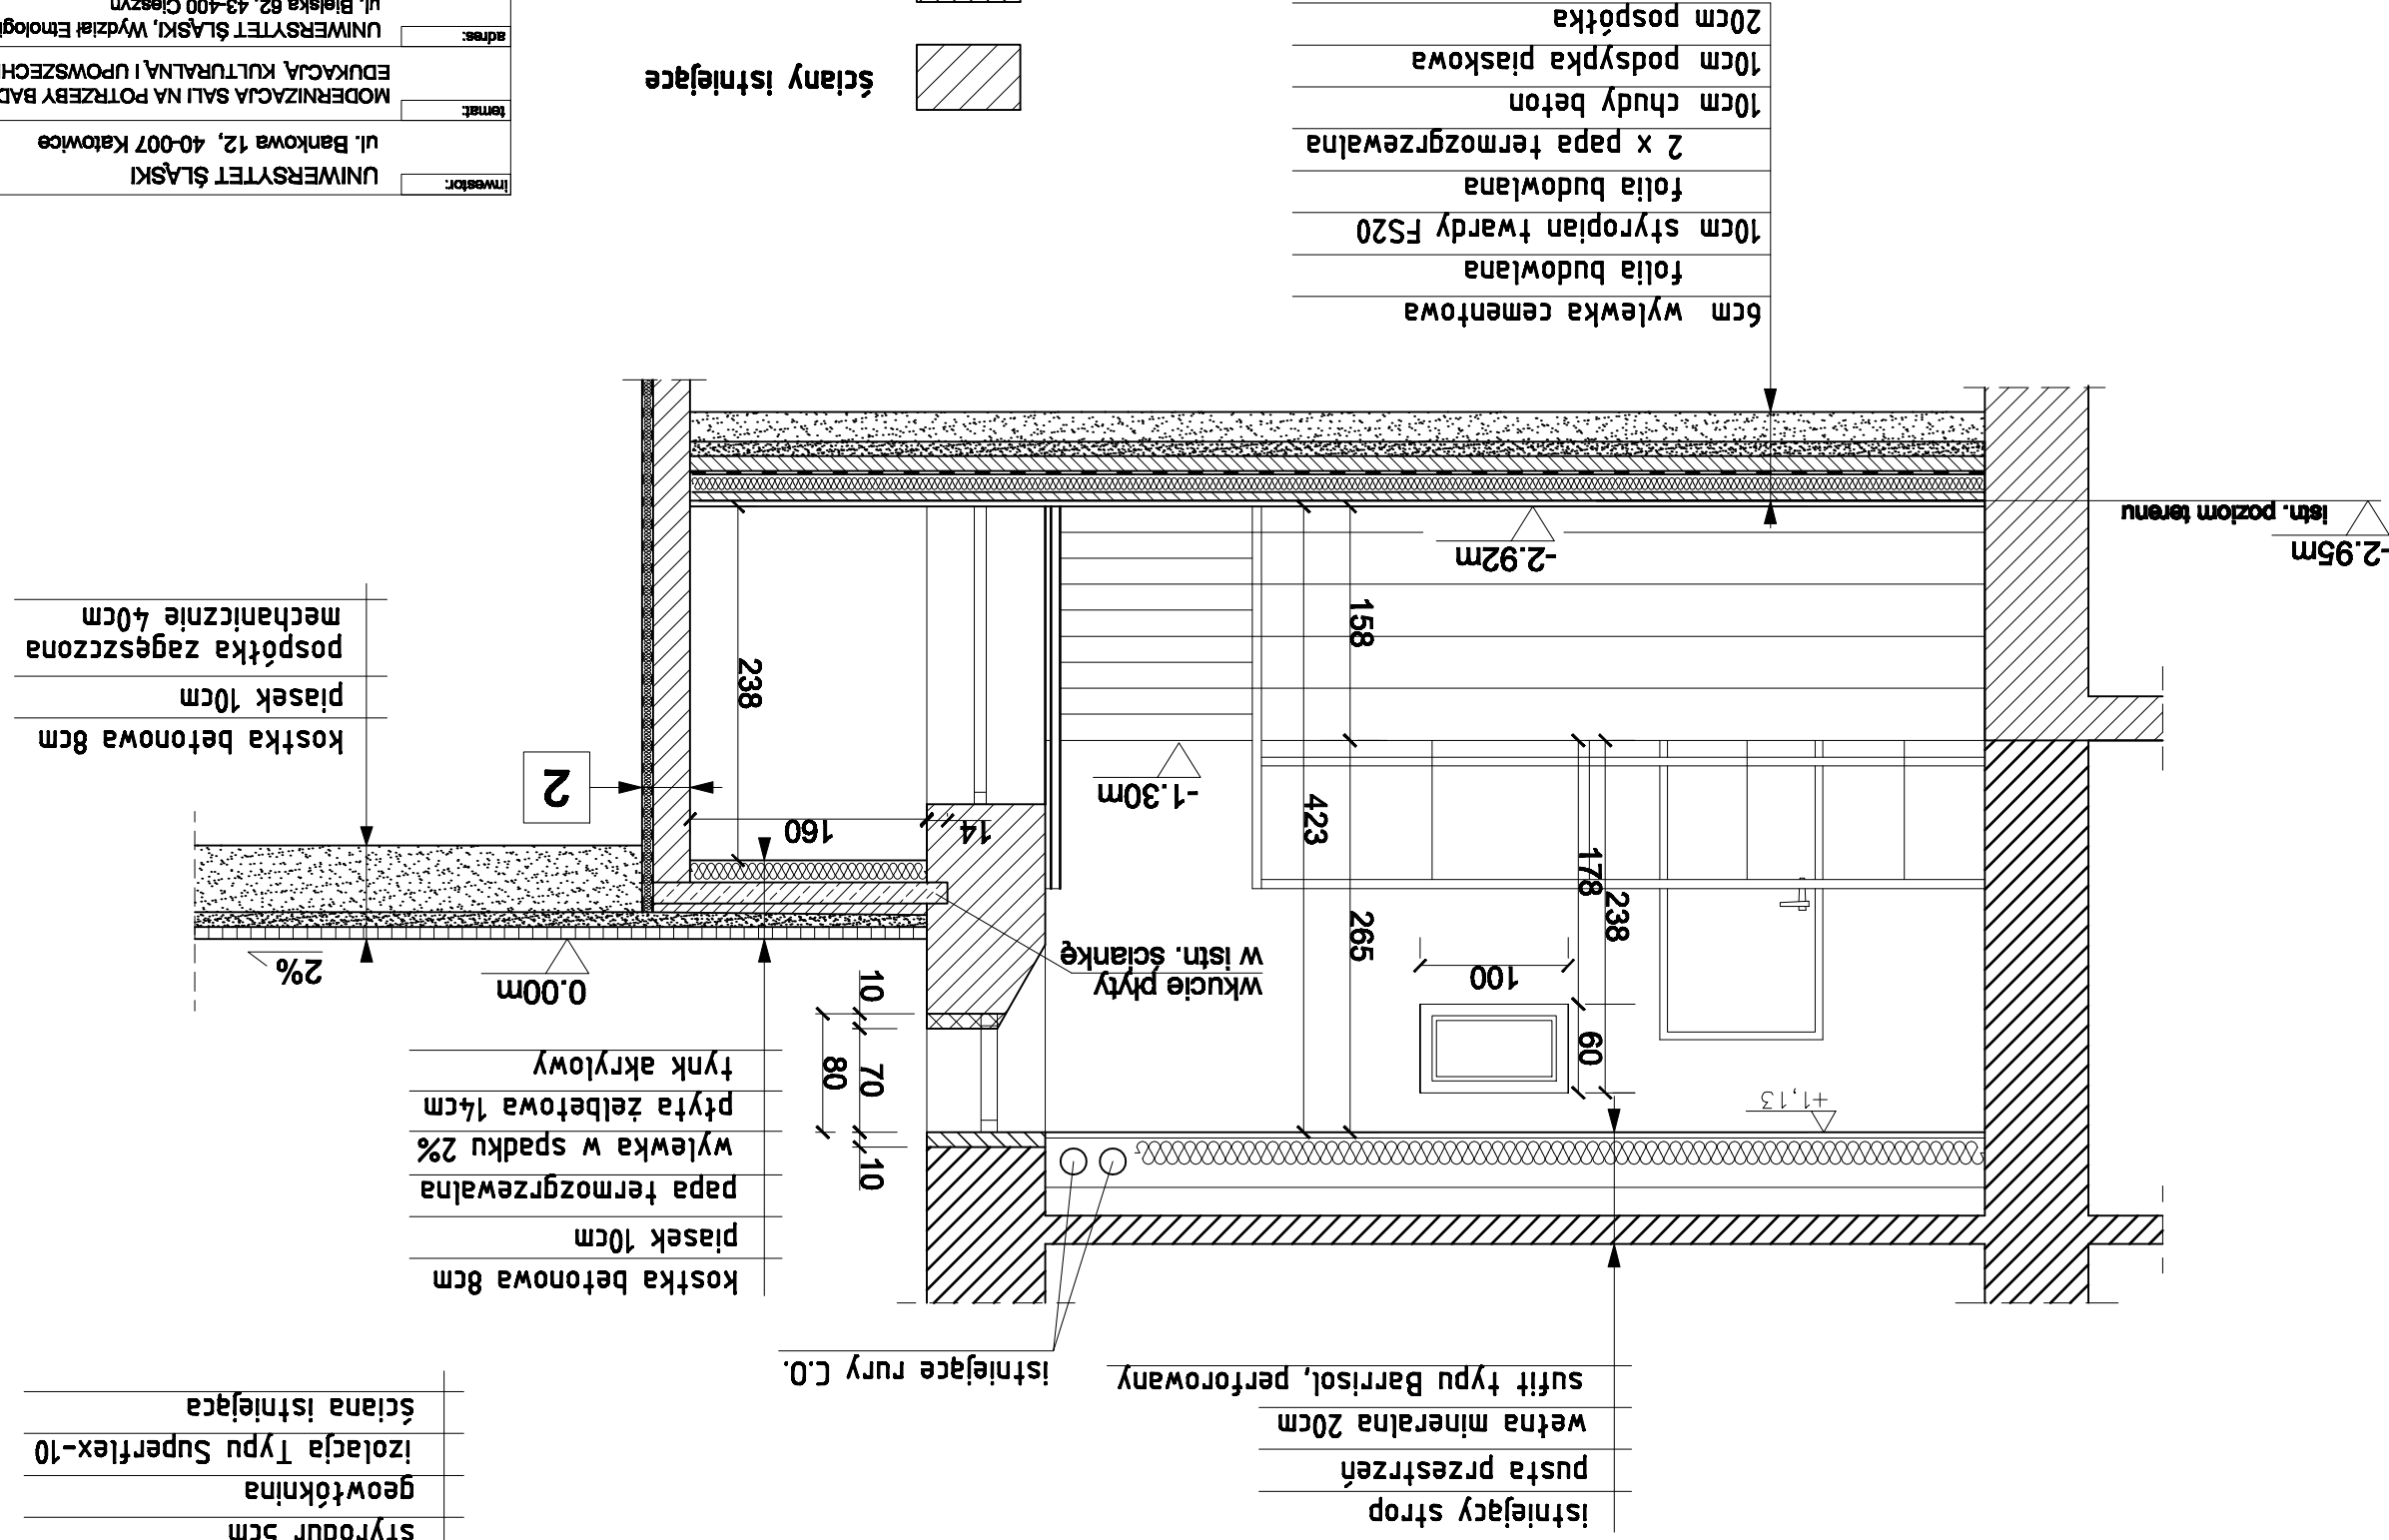 istniejący strop
pusta przestrzeń
wełna mineralna 20cm
sufit typu Barrisol, perforowany
istniejące rury C.O.
styrodur 5cm
geowłóknina
izolacja Typu Superflex-10
ściana istniejąca
kostka betonowa 8cm
piasek 10cm
papa termozgrzewalna
wylewka w spadku 2%
płyta żelbetowa 14cm
tynk akrylowy
+1,13
60
238
178
100
265
423
158
10
70
80
10
wkucie płyty
w istn. ściankę
0.00m
2%
14
160
238
2
-1.30m
kostka betonowa 8cm
piasek 10cm
pospółka zagęszczona
mechanicznie 40cm
-2.95m
istn. poziom terenu
-2.92m
6cm wylewka cementowa
folia budowlana
10cm styropian twardy FS20
folia budowlana
2 x papa termozgrzewalna
10cm chudy beton
10cm podsypka piaskowa
20cm pospółka
ściany istniejące
inwestor:
UNIWERSYTET ŚLĄSKI
ul. Bankowa 12, 40-007 Katowice
temat:
MODERNIZACJA SALI NA POTRZEBY BAD
EDUKACJĄ KULTURALNĄ I UPOWSZECH
adres:
UNIWERSYTET ŚLĄSKI, Wydział Etnologi
ul. Bielska 62, 43-400 Cieszyn